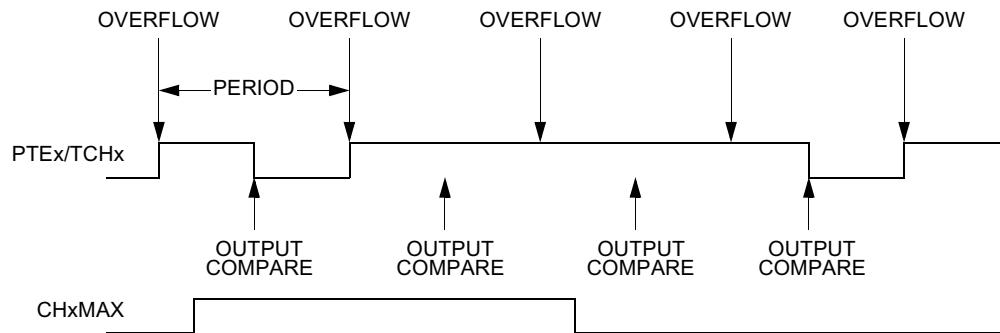 OVERFLOW OVERFLOW OVERFLOW OVERFLOW OVERFLOW
PERIOD
PTEx/TCHx
OUTPUT COMPARE
OUTPUT COMPARE
OUTPUT COMPARE
OUTPUT COMPARE
CHxMAX